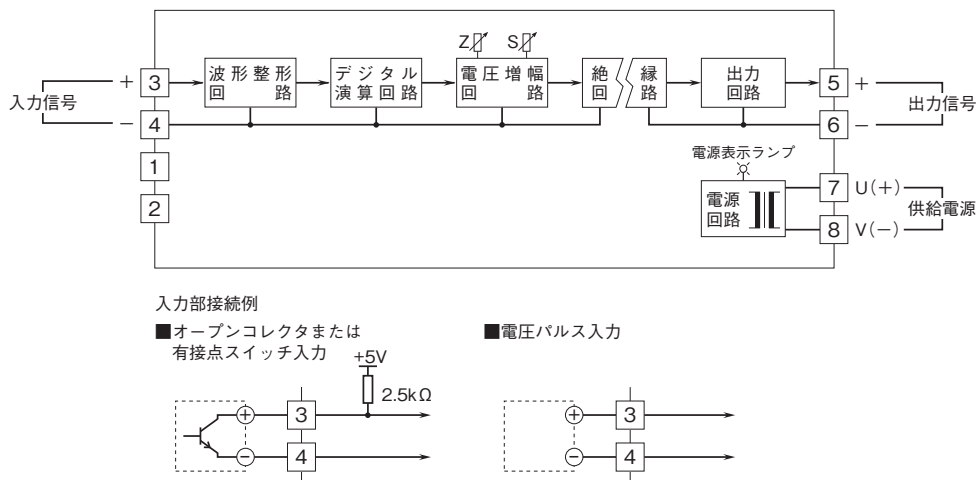 Z S
入力信号 + 3 波形整形 デジタル 電圧増幅 絶 縁 出力 5 + 出力信号
回路 演算回路 回路 回 路 回路
− 4 6 −
1
電源表示ランプ
2
電源
回路
7 U(+) 供給電源
8 V(−)
入力部接続例
■オープンコレクタまたは
有接点スイッチ入力
+5V
2.5kΩ
+ 3
− 4
■電圧パルス入力
+ 3
− 4